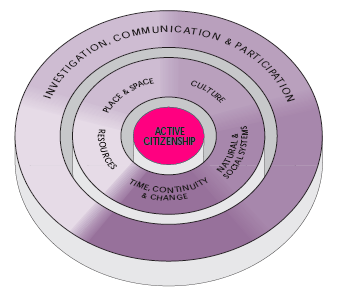 INVESTIGATION, COMMUNICATION & PARTICIPATION
PLACE & SPACE
CULTURE
ACTIVE
CITIZENSHIP
RESOURCES
NATURAL &
SOCIAL SYSTEMS
TIME, CONTINUITY
& CHANGE